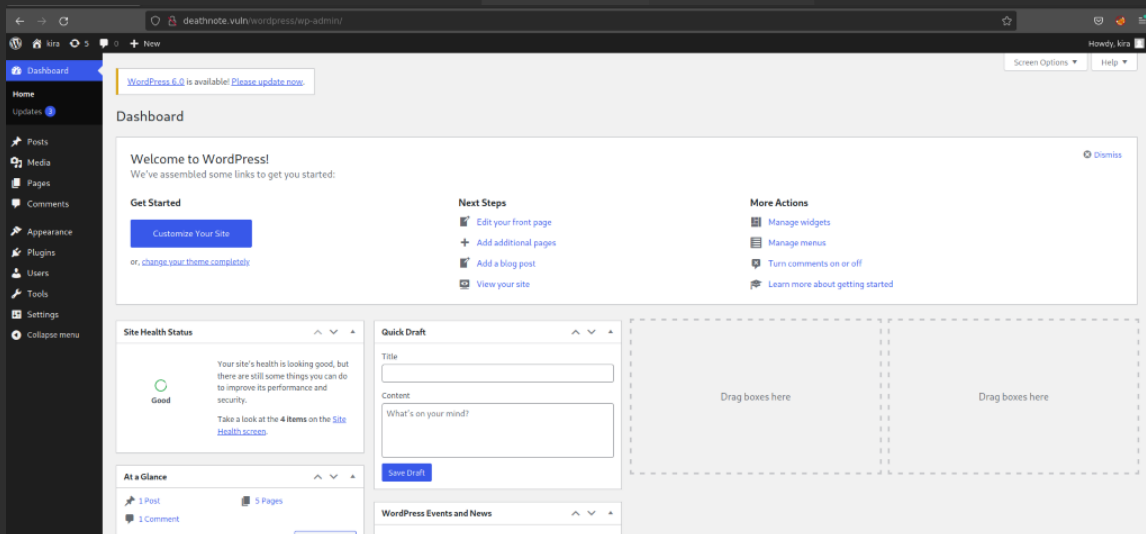 deathnote.vuln/wordpress/wp-admin/
kira 5 0 + New Howdy, kira
Dashboard
Home
Updates 3
Posts
Media
Pages
Comments
Appearance
Plugins
Users
Tools
Settings
Collapse menu
Screen Options ▼ Help ▼
WordPress 6.0 is available! Please update now.
Dashboard
Welcome to WordPress!
We've assembled some links to get you started:
Dismiss
Get Started
Customize Your Site
or, change your theme completely
Next Steps
Edit your front page
Add additional pages
Add a blog post
View your site
More Actions
Manage widgets
Manage menus
Turn comments on or off
Learn more about getting started
Site Health Status
Good
Your site's health is looking good, but
there are still some things you can do
to improve its performance and
security.
Take a look at the 4 items on the Site
Health screen.
At a Glance
1 Post 5 Pages
1 Comment
Quick Draft
Title
Content
What's on your mind?
Save Draft
WordPress Events and News
Drag boxes here
Drag boxes here